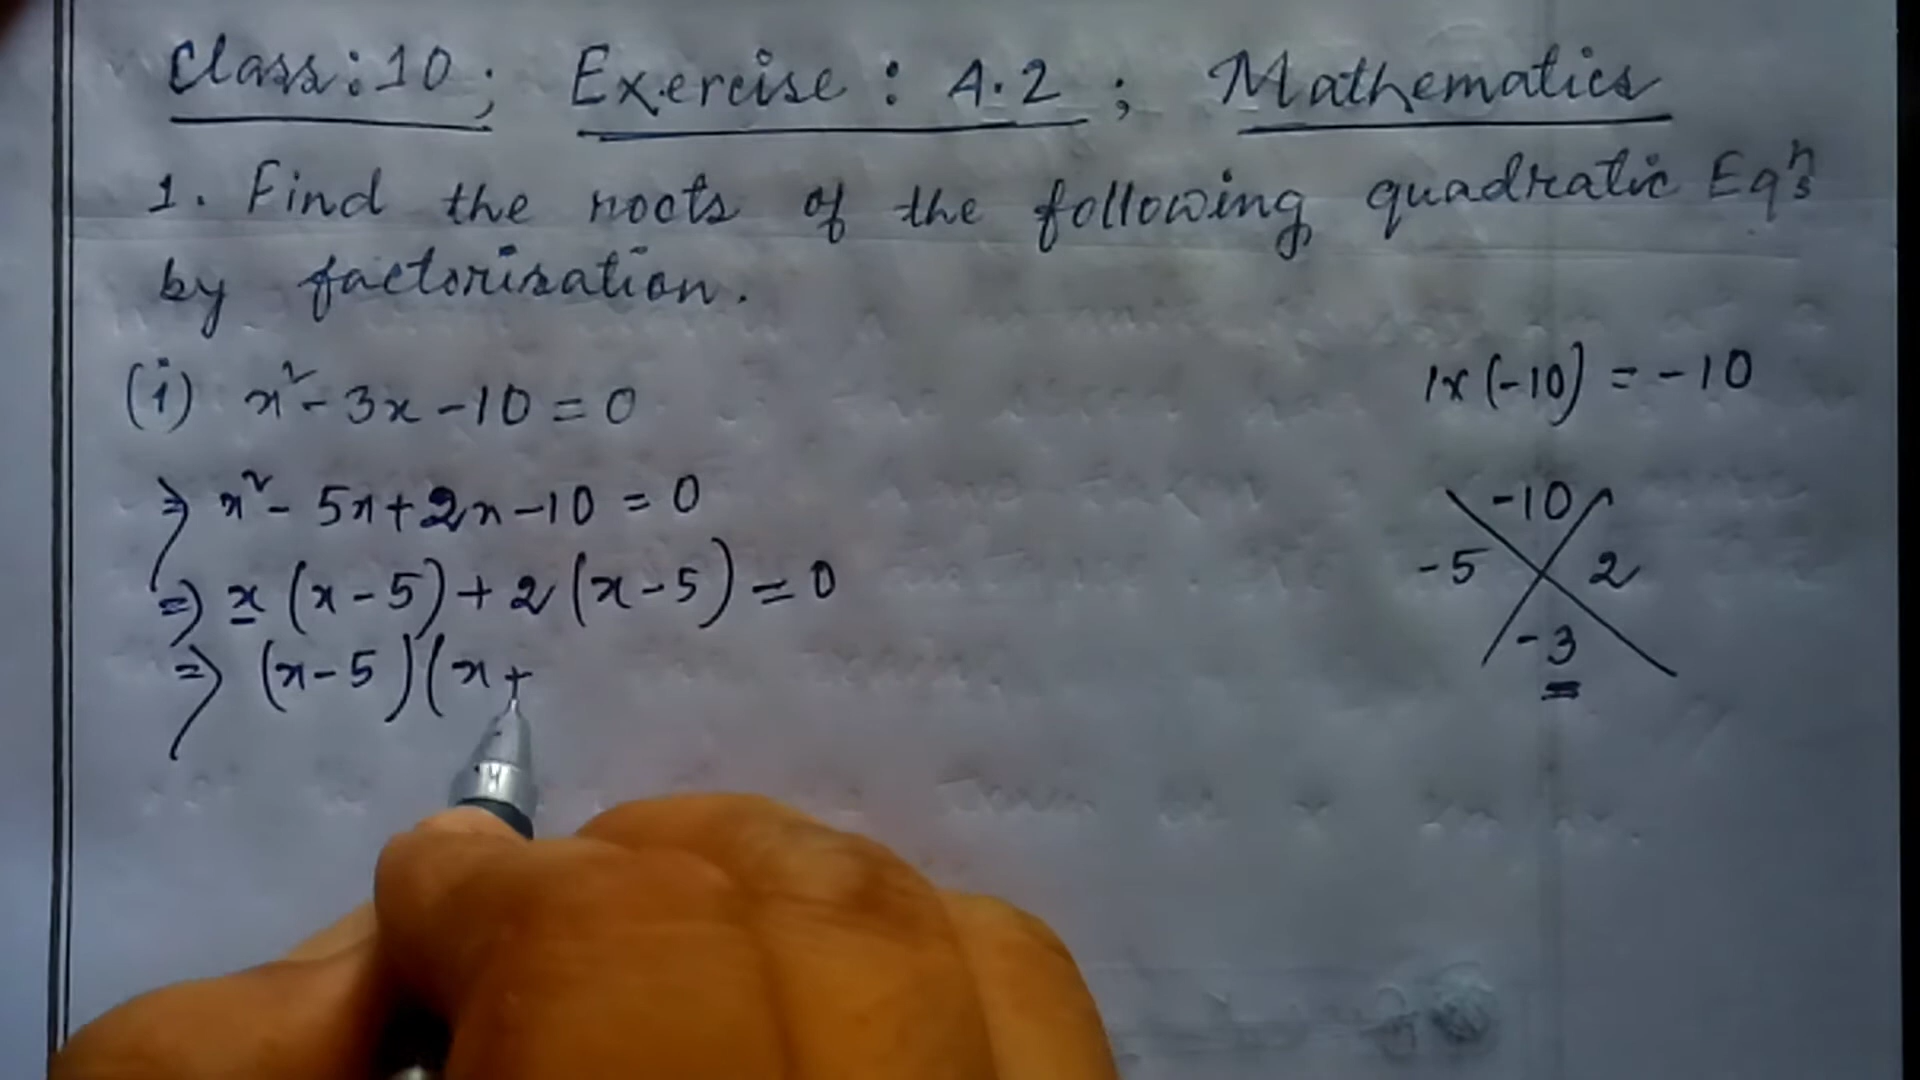 Class:10; Exercise: 4.2; Mathematics
1. Find the roots of the following quadratic Eqⁿs
by factorisation.
(i) x² - 3x - 10 = 0
1x(-10) = -10
⇒ x² - 5x + 2x - 10 = 0
-10
⇒ x (x - 5) + 2 (x - 5) = 0
-5 2
⇒ (x - 5) (x +
-3